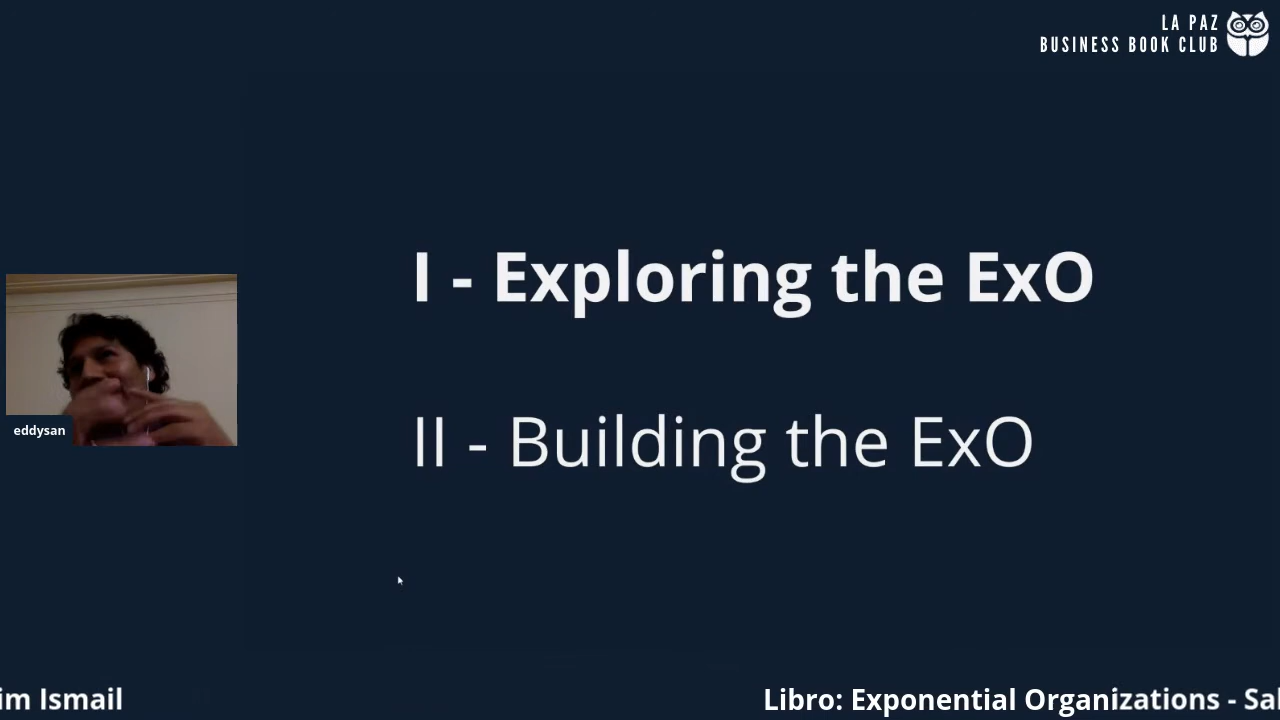 LA PAZ
BUSINESS BOOK CLUB
I - Exploring the ExO
eddysan
II - Building the ExO
im Ismail
Libro: Exponential Organizations - Sal